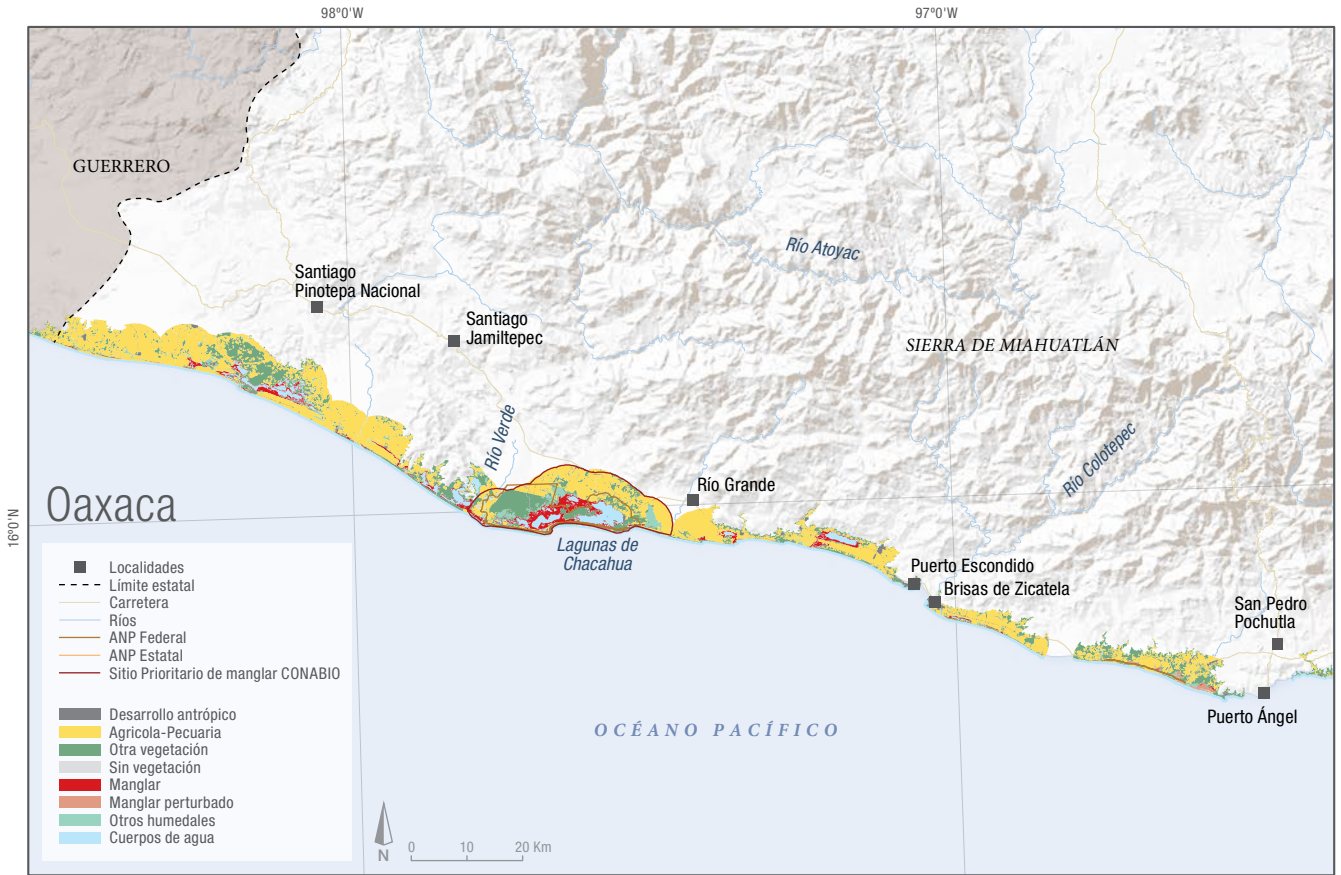 98°0'W
97°0'W
GUERRERO
Río Atoyac
Santiago
Pinotepa Nacional
Santiago
Jamiltepec
SIERRA DE MIAHUATLÁN
Río Verde
Río Colotepec
Río Grande
Oaxaca
16°0'N
Lagunas de
Chacahua
Puerto Escondido
Brisas de Zicatela
San Pedro
Pochutla
Puerto Ángel
OCÉANO PACÍFICO
Localidades
Límite estatal
Carretera
Ríos
ANP Federal
ANP Estatal
Sitio Prioritario de manglar CONABIO
Desarrollo antrópico
Agricola-Pecuaria
Otra vegetación
Sin vegetación
Manglar
Manglar perturbado
Otros humedales
Cuerpos de agua
N
0 10 20 Km